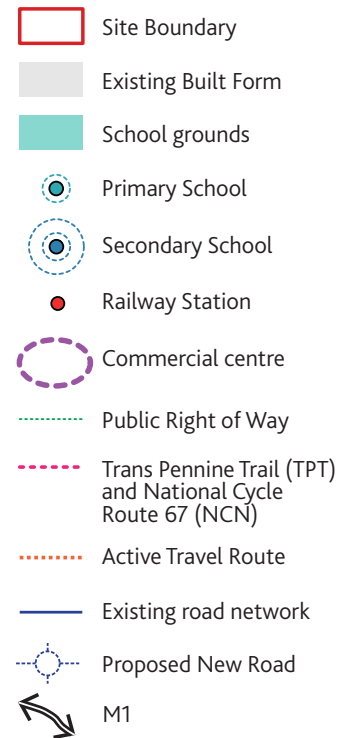 Site Boundary
Existing Built Form
School grounds
Primary School
Secondary School
Railway Station
Commercial centre
Public Right of Way
Trans Pennine Trail (TPT)
and National Cycle
Route 67 (NCN)
Active Travel Route
Existing road network
Proposed New Road
M1